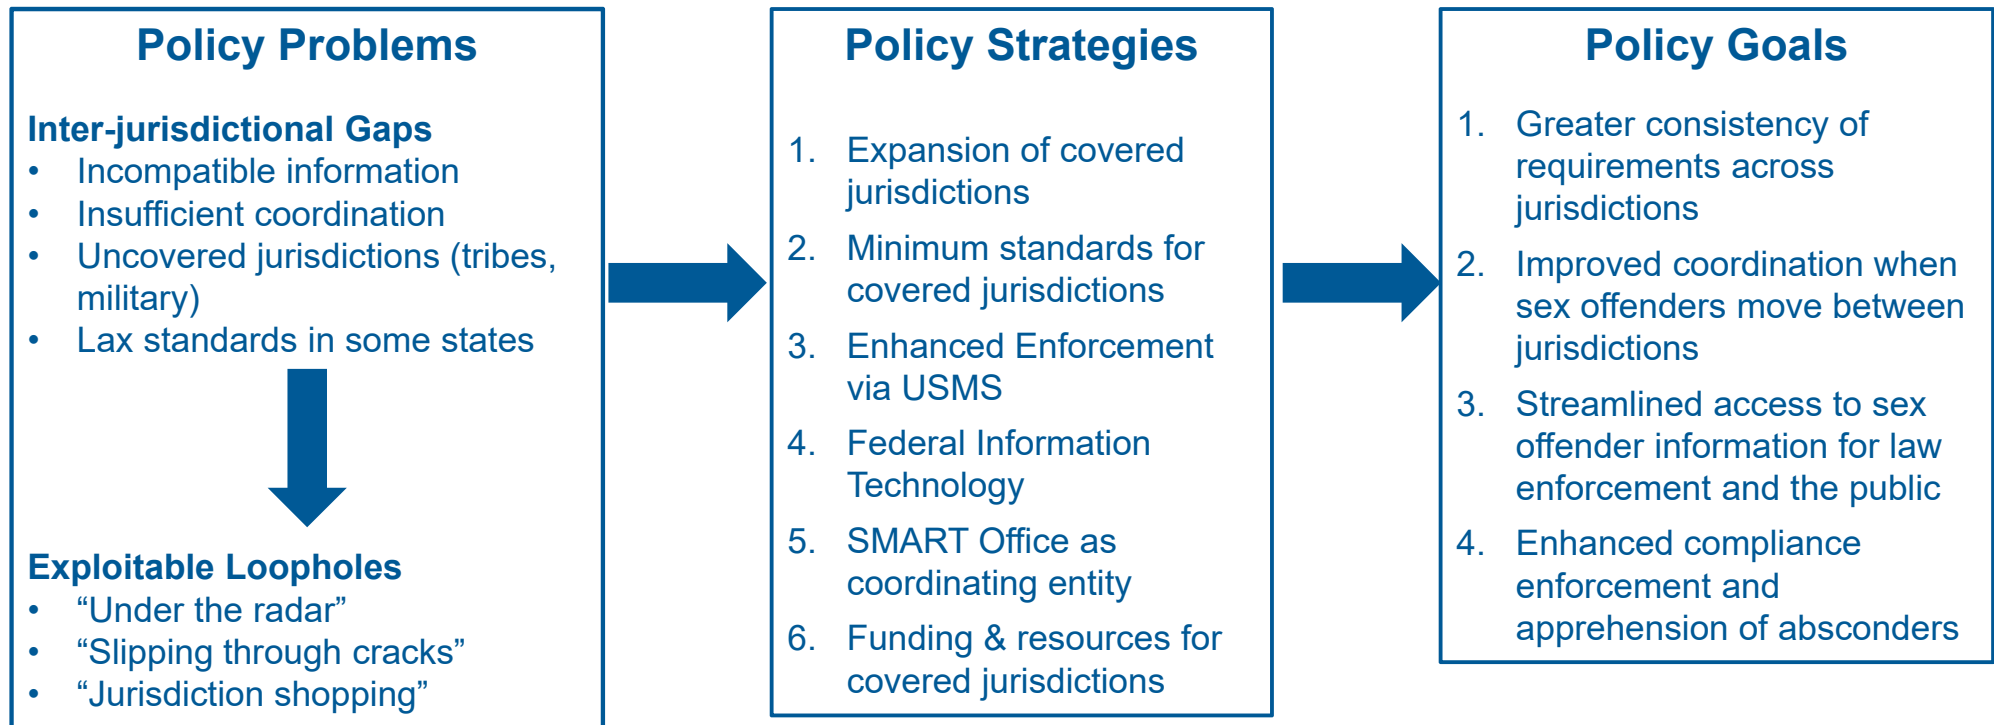 Policy Problems
Inter-jurisdictional Gaps
• Incompatible information
• Insufficient coordination
• Uncovered jurisdictions (tribes,
military)
• Lax standards in some states
Exploitable Loopholes
• “Under the radar”
• “Slipping through cracks”
• “Jurisdiction shopping”
Policy Strategies
1. Expansion of covered
jurisdictions
2. Minimum standards for
covered jurisdictions
3. Enhanced Enforcement
via USMS
4. Federal Information
Technology
5. SMART Office as
coordinating entity
6. Funding & resources for
covered jurisdictions
Policy Goals
1. Greater consistency of
requirements across
jurisdictions
2. Improved coordination when
sex offenders move between
jurisdictions
3. Streamlined access to sex
offender information for law
enforcement and the public
4. Enhanced compliance
enforcement and
apprehension of absconders